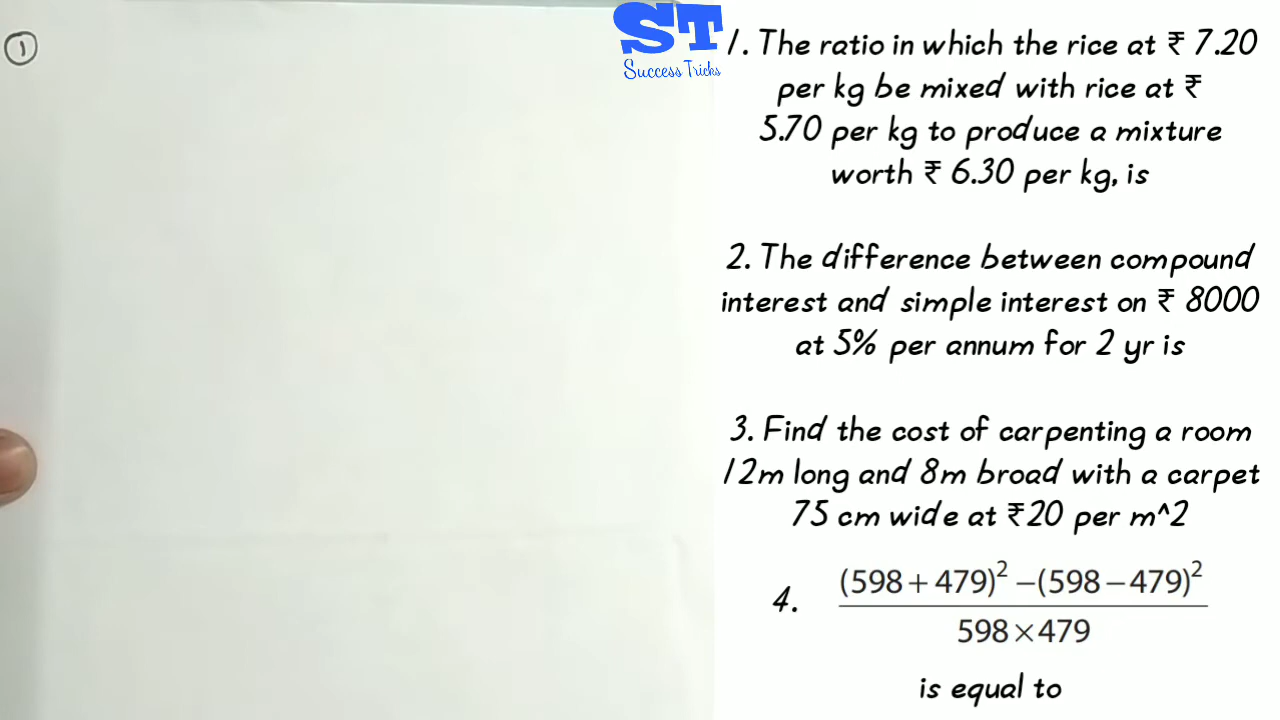 ①
ST
Success Tricks
1. The ratio in which the rice at ₹ 7.20
per kg be mixed with rice at ₹
5.70 per kg to produce a mixture
worth ₹ 6.30 per kg, is
2. The difference between compound
interest and simple interest on ₹ 8000
at 5% per annum for 2 yr is
3. Find the cost of carpenting a room
12m long and 8m broad with a carpet
75 cm wide at ₹20 per m^2
4. (598+479)² –(598–479)²
598×479
is equal to